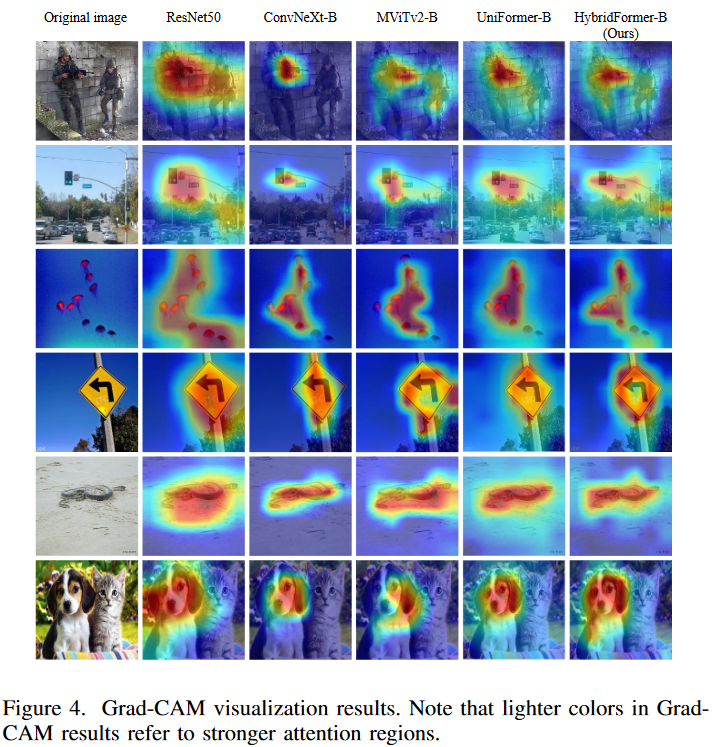 Original image ResNet50 ConvNeXt-B MViTv2-B UniFormer-B HybridFormer-B
(Ours)
Figure 4. Grad-CAM visualization results. Note that lighter colors in Grad-
CAM results refer to stronger attention regions.